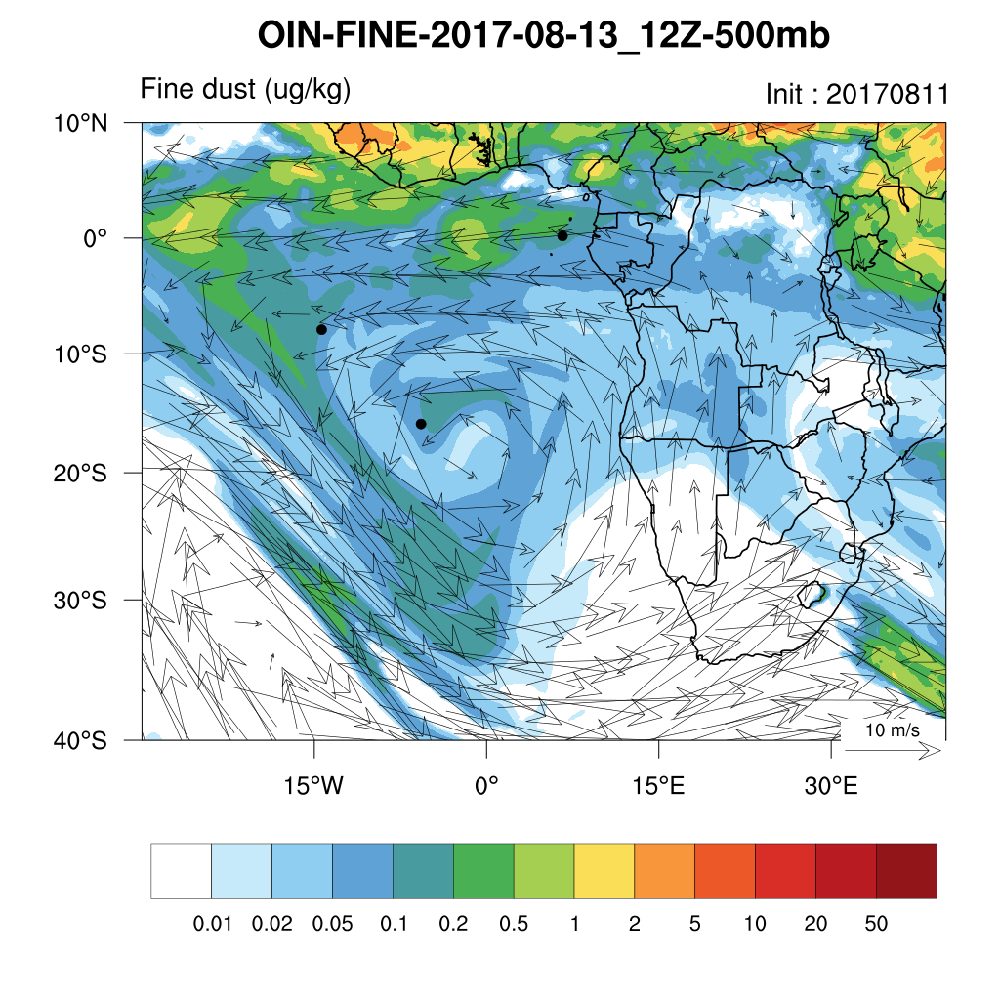 OIN-FINE-2017-08-13_12Z-500mb
Fine dust (ug/kg)
Init : 20170811
10°N
0°
10°S
20°S
30°S
40°S
10 m/s
15°W 0° 15°E 30°E
0.01 0.02 0.05 0.1 0.2 0.5 1 2 5 10 20 50